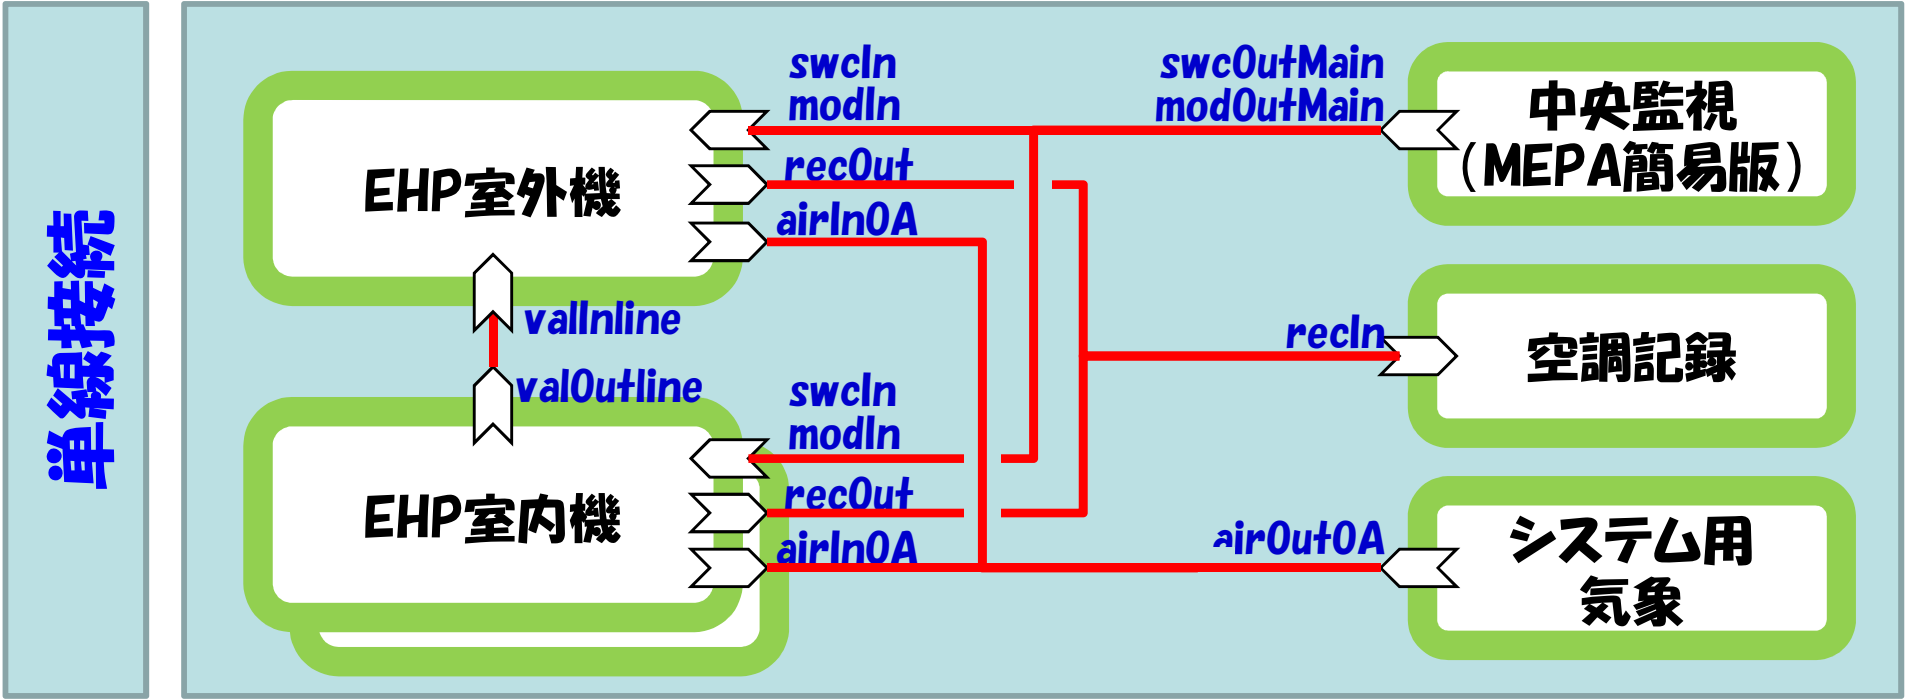 単線接続
EHP室外機
swcIn
modIn
recOut
airInOA
valInline
valOutline
EHP室内機
swcIn
modIn
recOut
airInOA
swcOutMain
modOutMain
中央監視
（MEPA簡易版）
recIn
空調記録
airOutOA
システム用
気象